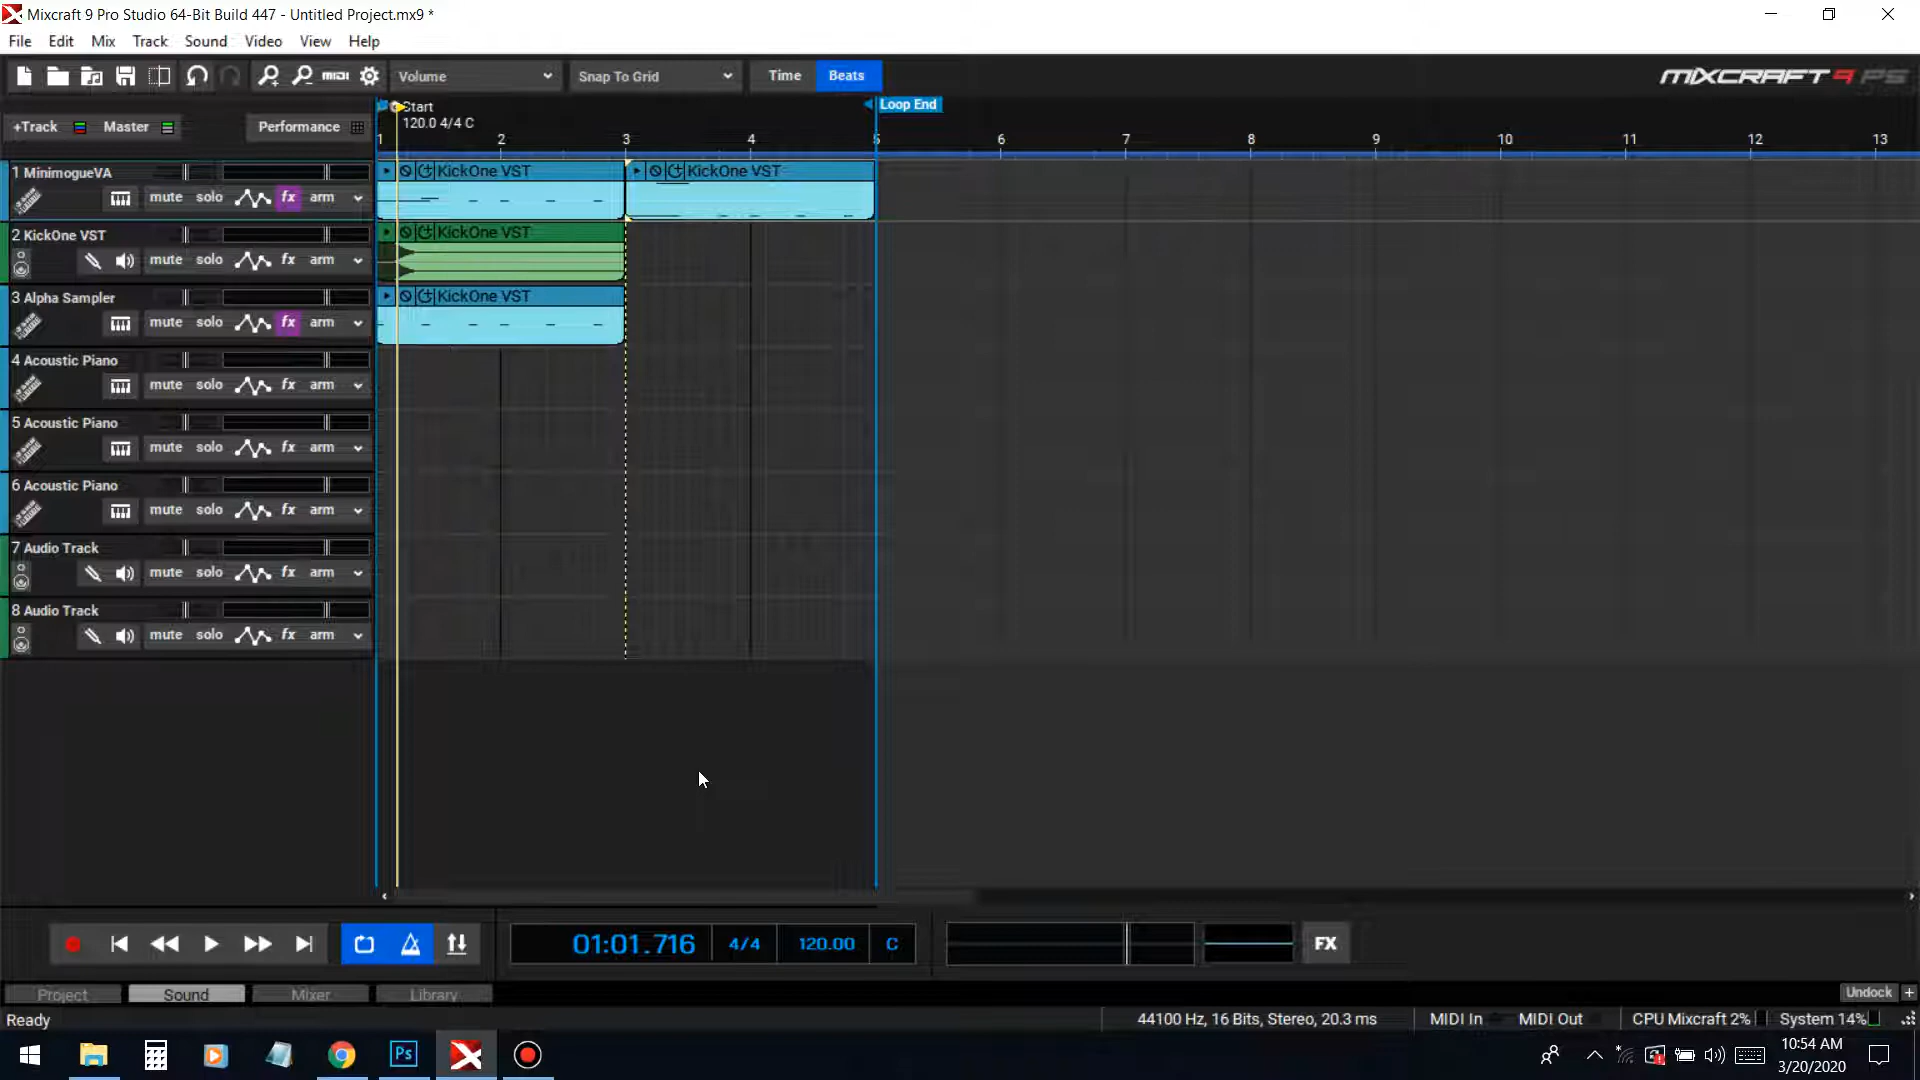 Mixcraft 9 Pro Studio 64-Bit Build 447 - Untitled Project.mx9 *
File Edit Mix Track Sound Video View Help
midi Volume Snap To Grid Time Beats MIXCRAFT 9 PS
Start Loop End
120.0 4/4 C
+Track Master Performance
1 2 3 4 5 6 7 8 9 10 11 12 13
1 MinimogueVA KickOne VST KickOne VST
mute solo fx arm
2 KickOne VST KickOne VST
mute solo fx arm
3 Alpha Sampler KickOne VST
mute solo fx arm
4 Acoustic Piano
mute solo fx arm
5 Acoustic Piano
mute solo fx arm
6 Acoustic Piano
mute solo fx arm
7 Audio Track
mute solo fx arm
8 Audio Track
mute solo fx arm
01:01.716 4/4 120.00 C FX
Project Sound Mixer Library Undock +
Ready 44100 Hz, 16 Bits, Stereo, 20.3 ms MIDI In MIDI Out CPU Mixcraft 2% System 14%
Ps
10:54 AM
3/20/2020